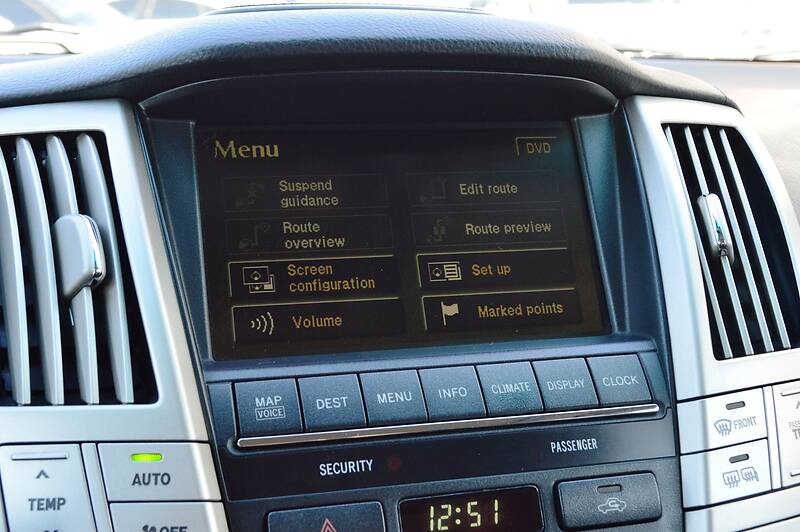 Menu
DVD
Suspend
guidance
Edit route
Route
overview
Route preview
Screen
configuration
Set up
Volume
Marked points
MAP
VOICE
DEST
MENU
INFO
CLIMATE
DISPLAY
CLOCK
SECURITY
PASSENGER
FRONT
TEMP
AUTO
OFF
12:51